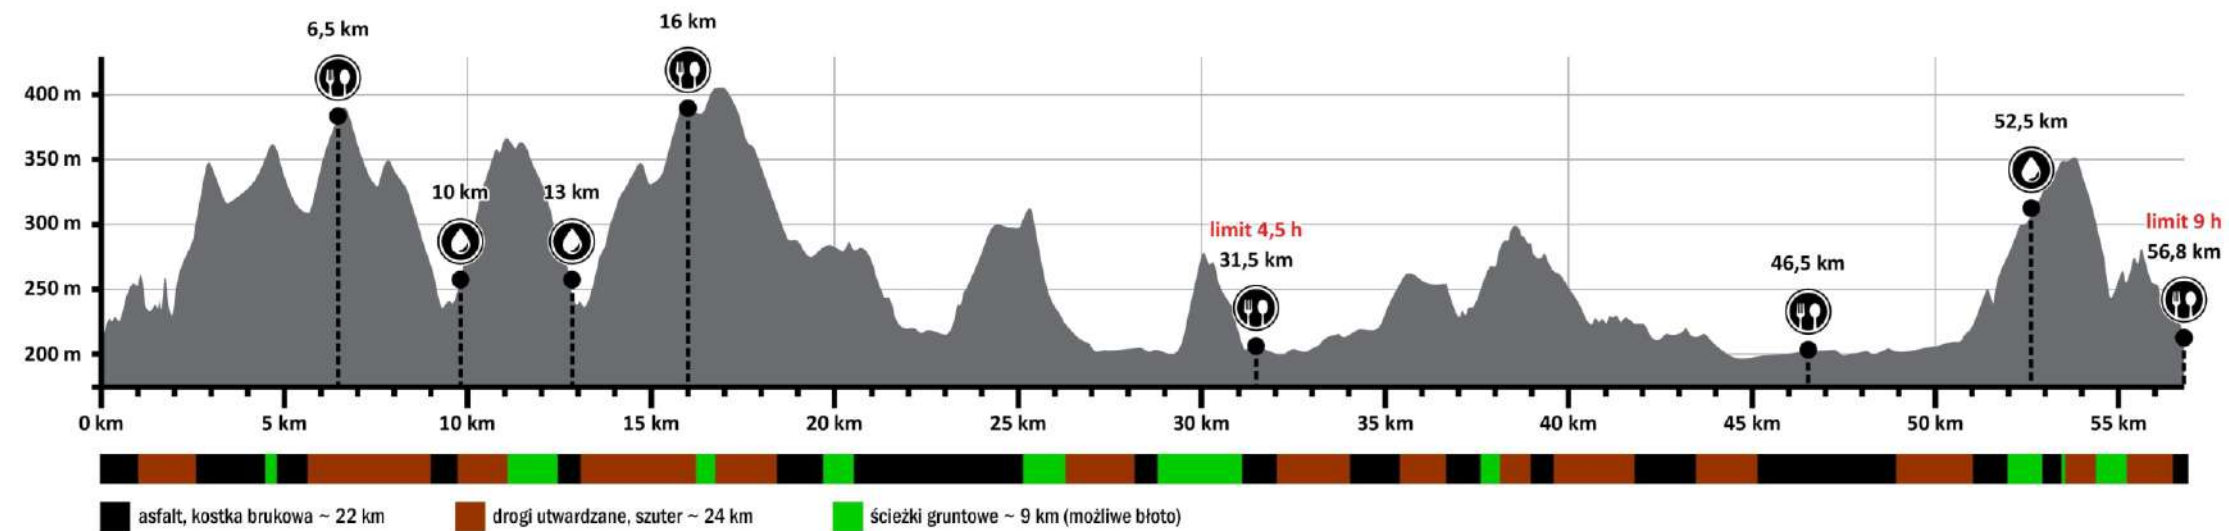 6,5 km
16 km
400 m
52,5 km
350 m
10 km
13 km
300 m
limit 4,5 h
limit 9 h
31,5 km
46,5 km
56,8 km
250 m
200 m
0 km
5 km
10 km
15 km
20 km
25 km
30 km
35 km
40 km
45 km
50 km
55 km
asfalt, kostka brukowa ~ 22 km
drogi utwardzane, szuter ~ 24 km
ścieżki gruntowe ~ 9 km (możliwe błoto)